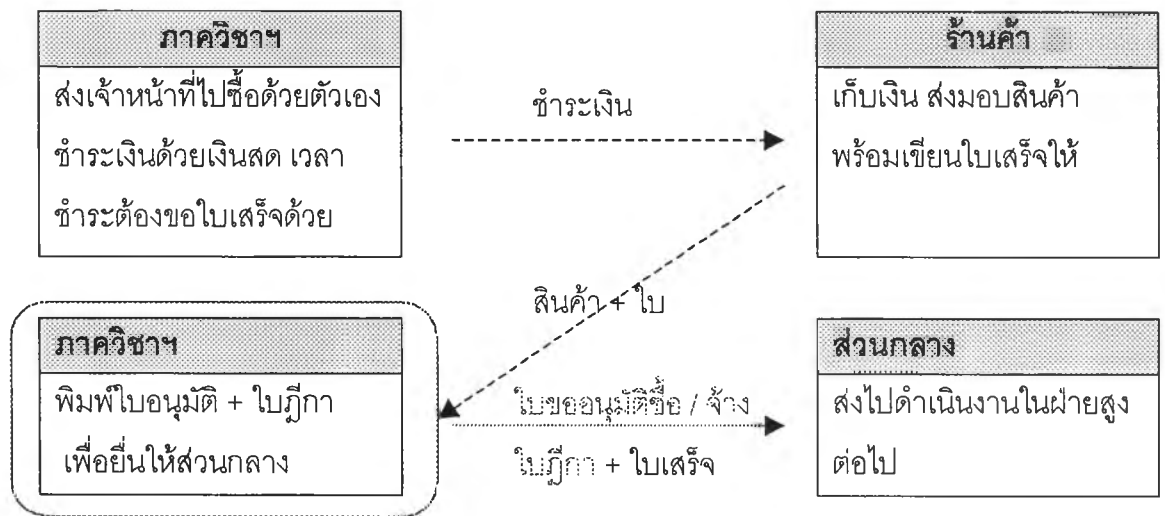 ภาควิชาฯ
ส่งเจ้าหน้าที่ไปซื้อด้วยตัวเอง
ชำระเงินด้วยเงินสด เวลา
ชำระต้องขอใบเสร็จด้วย
ชำระเงิน
ร้านค้า
เก็บเงิน ส่งมอบสินค้า
พร้อมเขียนใบเสร็จให้
สินค้า + ใบ
ภาควิชาฯ
พิมพ์ใบอนุมัติ + ใบฎีกา
เพื่อยื่นให้ส่วนกลาง
ใบขออนุมัติซื้อ / จ้าง
ใบฎีกา + ใบเสร็จ
ส่วนกลาง
ส่งไปดำเนินงานในฝ่ายสูง
ต่อไป